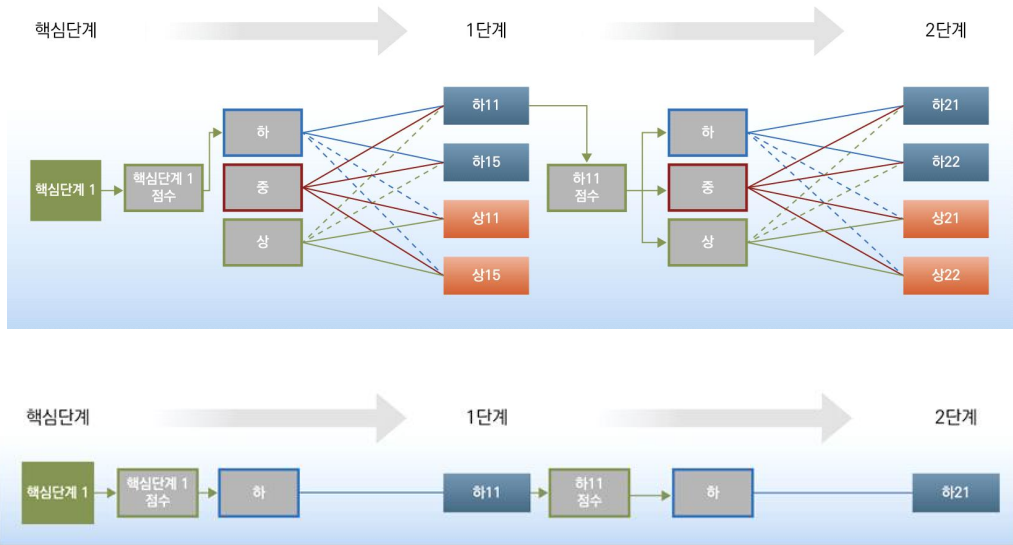 핵심단계
1단계
2단계
하11
하21
하
하
하15
하22
핵심단계 1
핵심단계 1
점수
중
하11
점수
중
상11
상21
상
상
상15
상22
핵심단계
1단계
2단계
핵심단계 1
핵심단계 1
점수
하
하11
하11
점수
하
하21